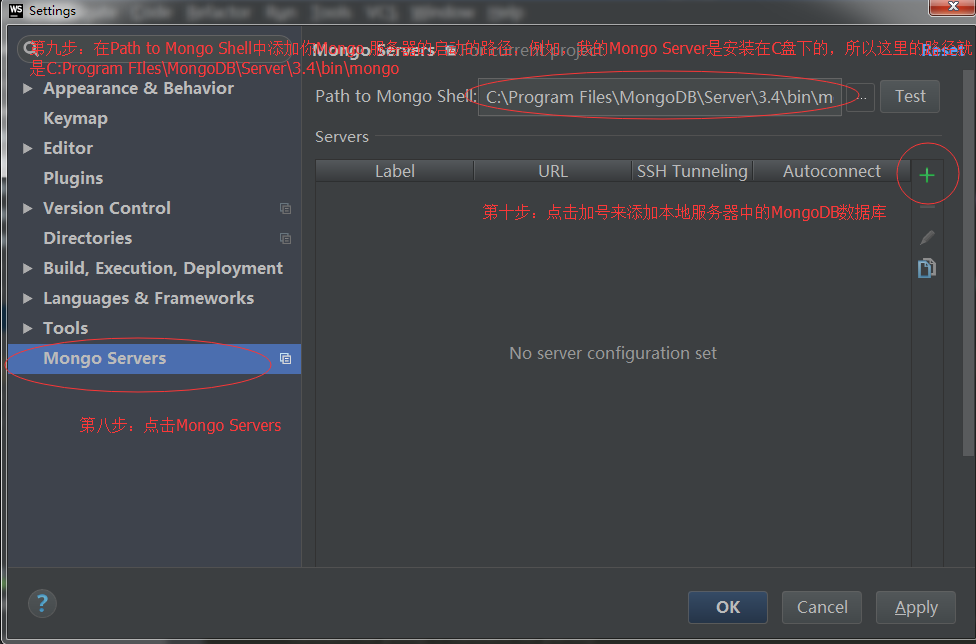 WS Settings
第九步：在Path to Mongo Shell中添加你Mongo 服务器的启动的路径，例如：我的Mongo Server是安装在C盘下的，所以这里的路径就
是C:Program FIles\MongoDB\Server\3.4\bin\mongo
Mongo Servers For current project Reset
Appearance & Behavior
Keymap
Editor
Plugins
Version Control
Directories
Build, Execution, Deployment
Languages & Frameworks
Tools
Mongo Servers
第八步：点击Mongo Servers
Path to Mongo Shell: C:\Program Files\MongoDB\Server\3.4\bin\m ... Test
Servers
Label URL SSH Tunneling Autoconnect
第十步：点击加号来添加本地服务器中的MongoDB数据库
No server configuration set
? OK Cancel Apply